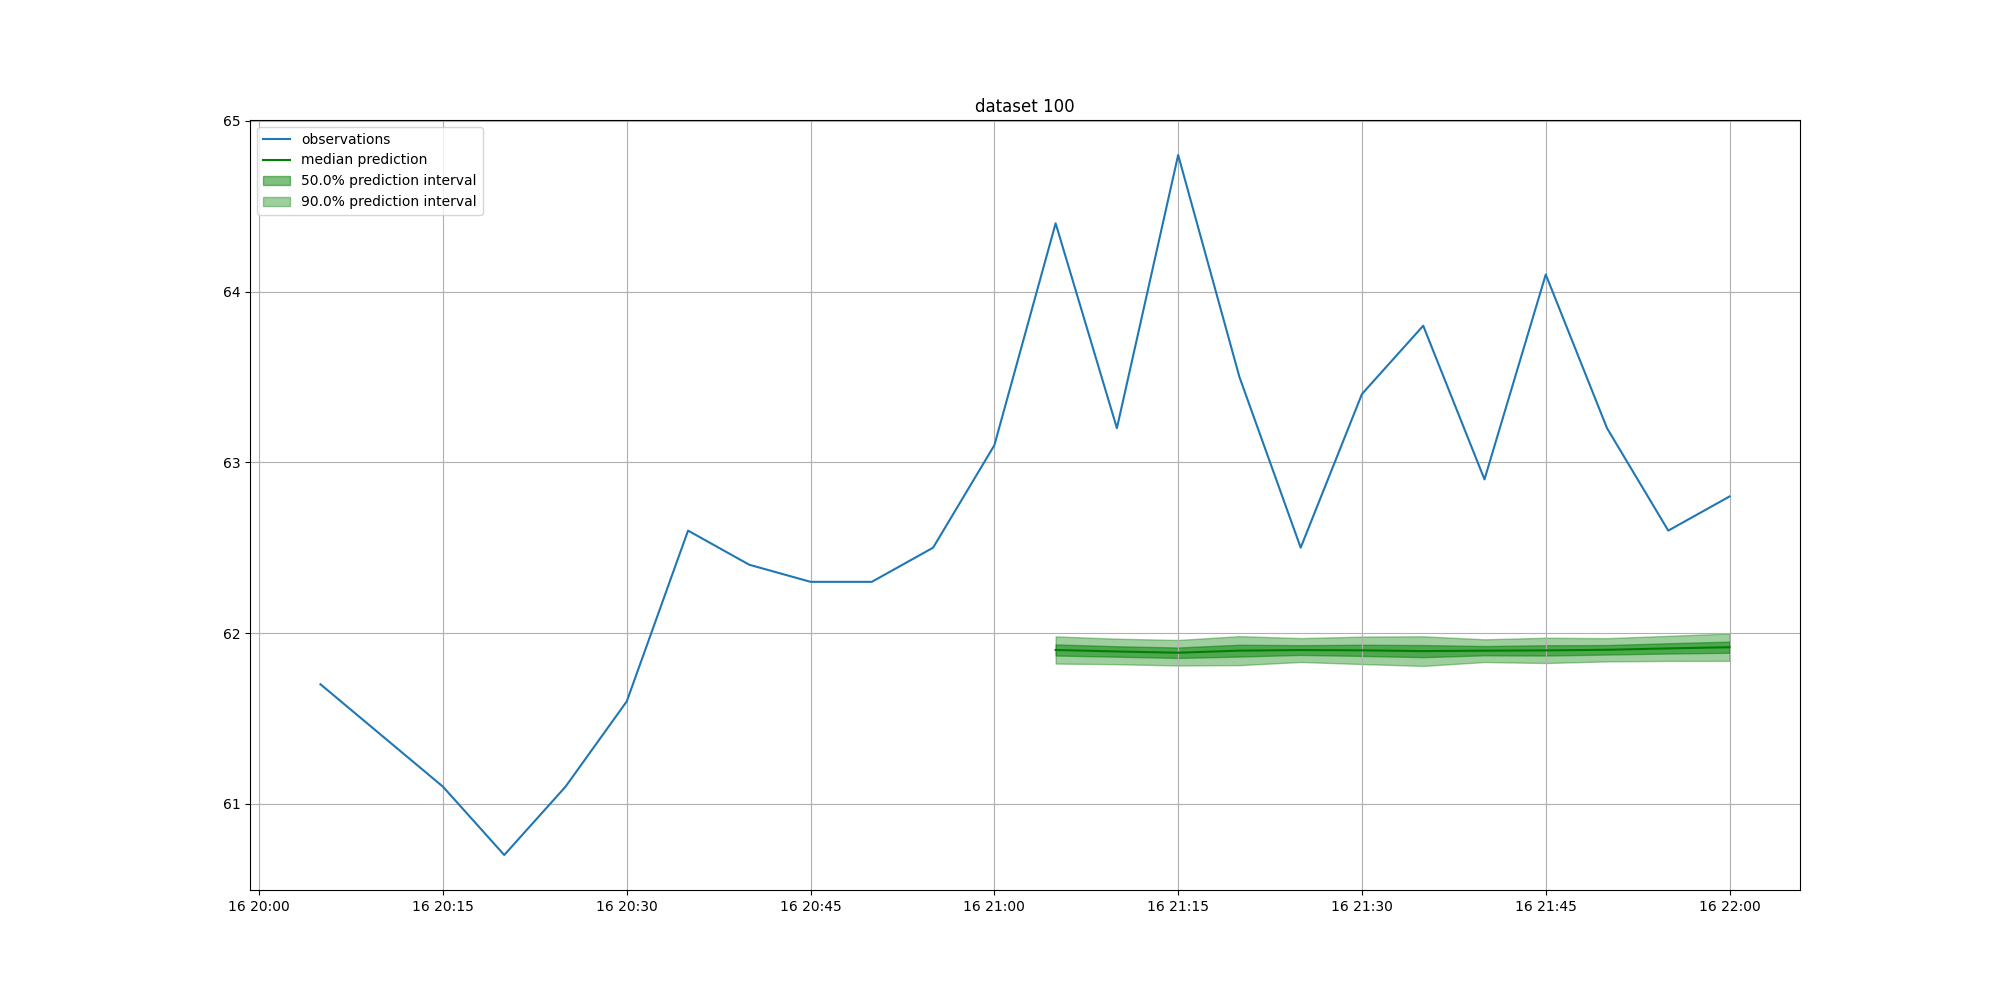 dataset 100
65
observations
median prediction
50.0% prediction interval
90.0% prediction interval
64
63
62
61
16 20:00 16 20:15 16 20:30 16 20:45 16 21:00 16 21:15 16 21:30 16 21:45 16 22:00